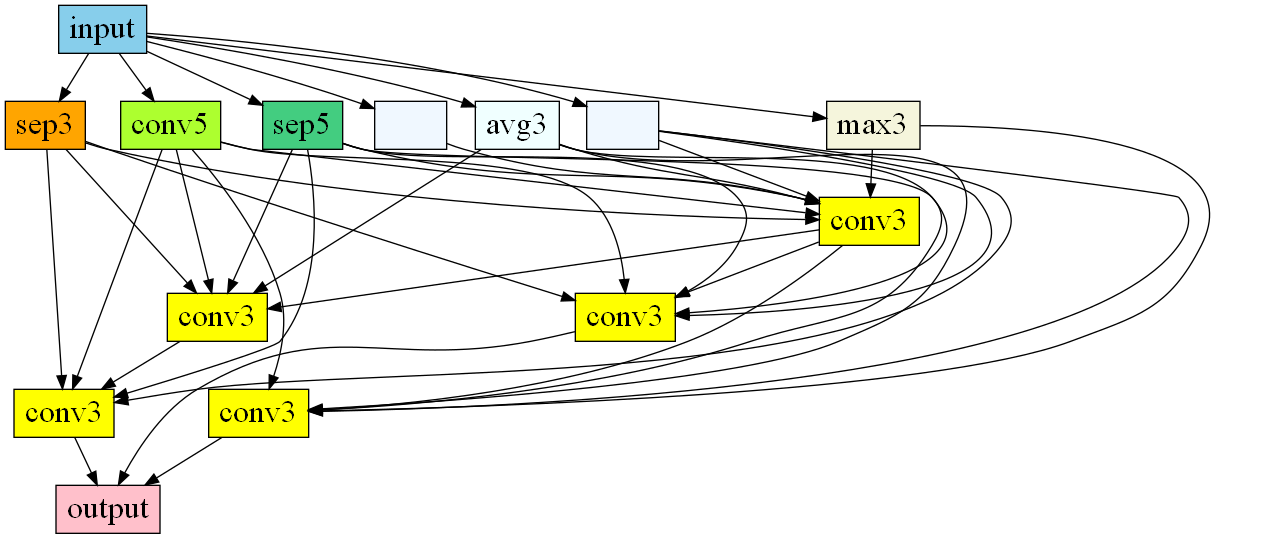 input
sep3
conv5
sep5
avg3
max3
conv3
conv3
conv3
conv3
conv3
output